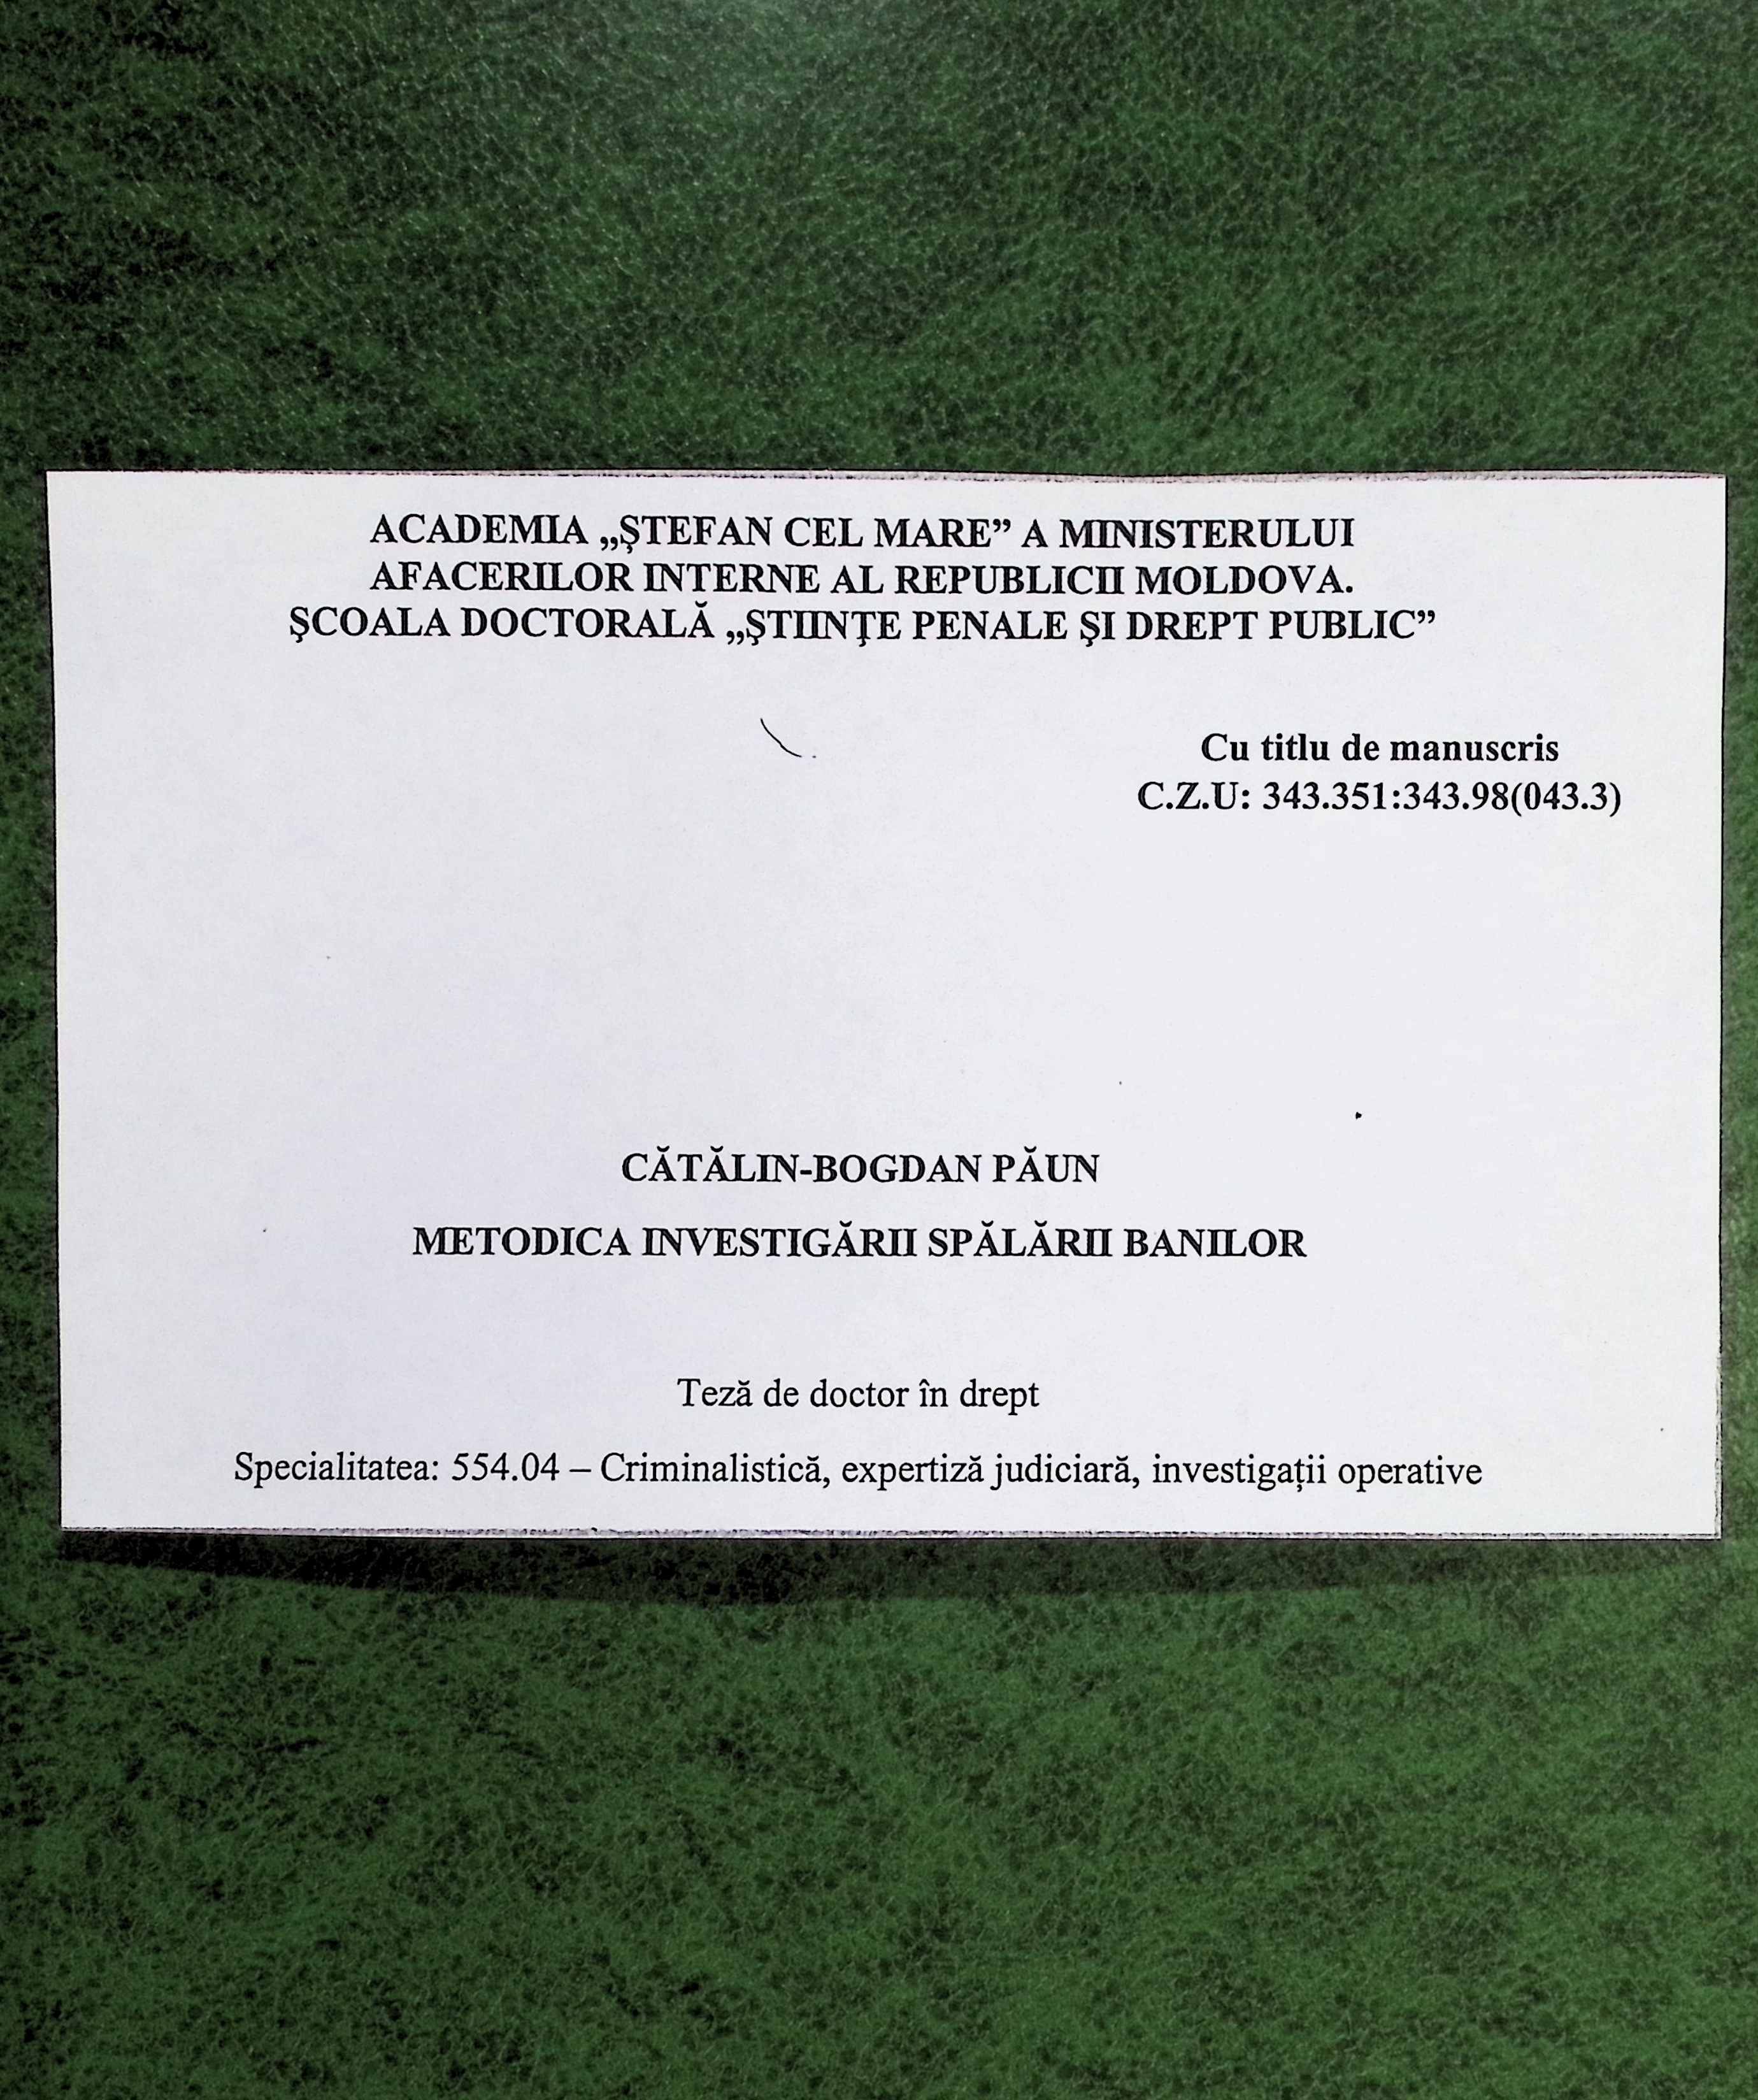 ACADEMIA „ŞTEFAN CEL MARE” A MINISTERULUI
AFACERILOR INTERNE AL REPUBLICII MOLDOVA.
ŞCOALA DOCTORALĂ „ŞTIINŢE PENALE ŞI DREPT PUBLIC”
Cu titlu de manuscris
C.Z.U: 343.351:343.98(043.3)
CĂTĂLIN-BOGDAN PĂUN
METODICA INVESTIGĂRII SPĂLĂRII BANILOR
Teză de doctor în drept
Specialitatea: 554.04 – Criminalistică, expertiză judiciară, investigații operative